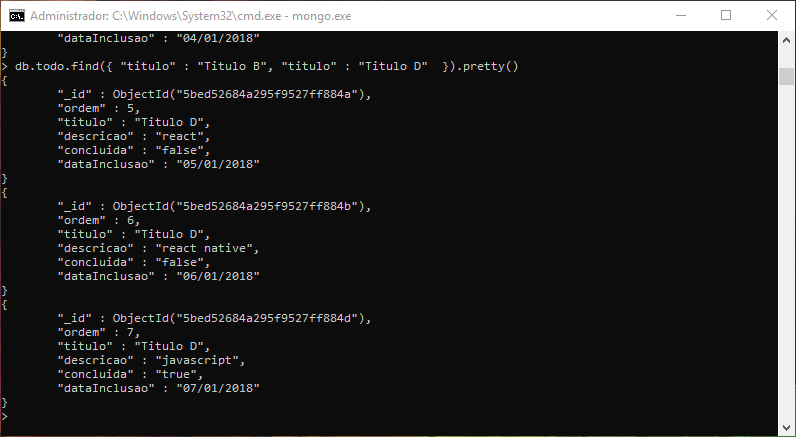 Administrador: C:\Windows\System32\cmd.exe - mongo.exe
"dataInclusao" : "04/01/2018"
}
> db.todo.find({ "titulo" : "Titulo B", "titulo" : "Titulo D"  }).pretty()
{
"_id" : ObjectId("5bed52684a295f9527ff884a"),
"ordem" : 5,
"titulo" : "Titulo D",
"descricao" : "react",
"concluida" : "false",
"dataInclusao" : "05/01/2018"
}
{
"_id" : ObjectId("5bed52684a295f9527ff884b"),
"ordem" : 6,
"titulo" : "Titulo D",
"descricao" : "react native",
"concluida" : "false",
"dataInclusao" : "06/01/2018"
}
{
"_id" : ObjectId("5bed52684a295f9527ff884d"),
"ordem" : 7,
"titulo" : "Titulo D",
"descricao" : "javascript",
"concluida" : "true",
"dataInclusao" : "07/01/2018"
}
>